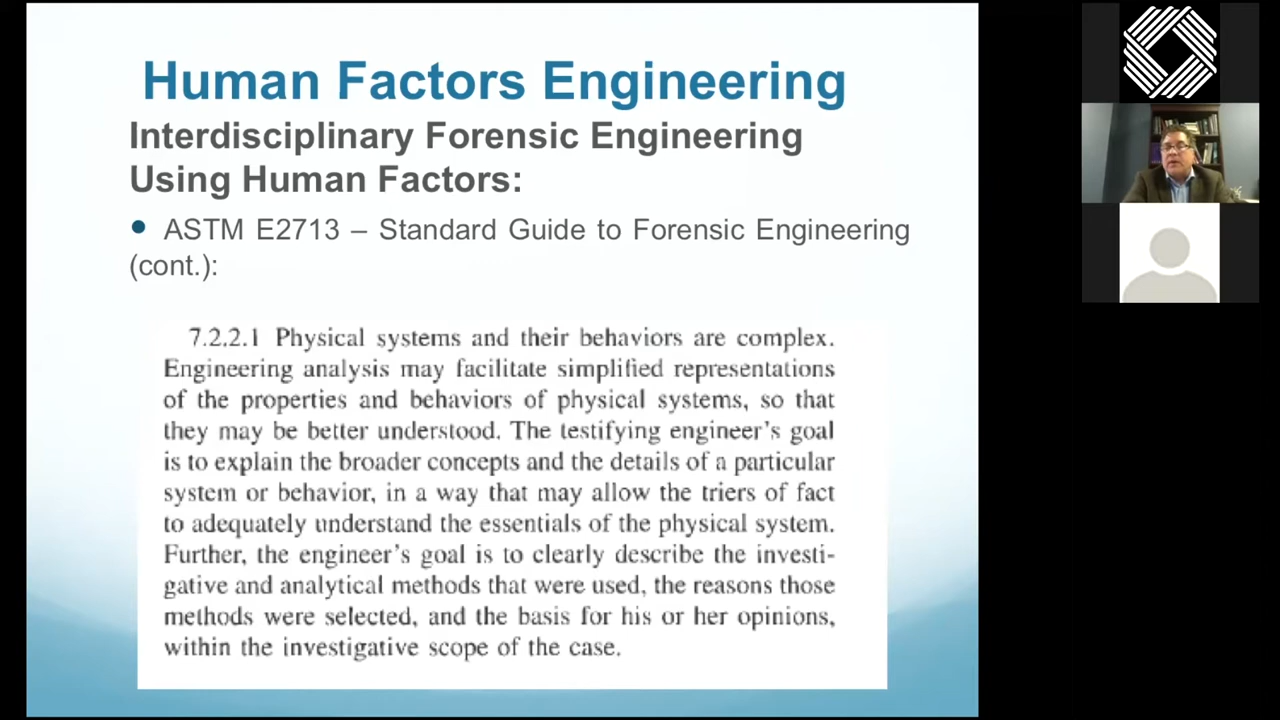 Human Factors Engineering
Interdisciplinary Forensic Engineering
Using Human Factors:
• ASTM E2713 – Standard Guide to Forensic Engineering
(cont.):
7.2.2.1 Physical systems and their behaviors are complex.
Engineering analysis may facilitate simplified representations
of the properties and behaviors of physical systems, so that
they may be better understood. The testifying engineer's goal
is to explain the broader concepts and the details of a particular
system or behavior, in a way that may allow the triers of fact
to adequately understand the essentials of the physical system.
Further, the engineer's goal is to clearly describe the investi-
gative and analytical methods that were used, the reasons those
methods were selected, and the basis for his or her opinions,
within the investigative scope of the case.